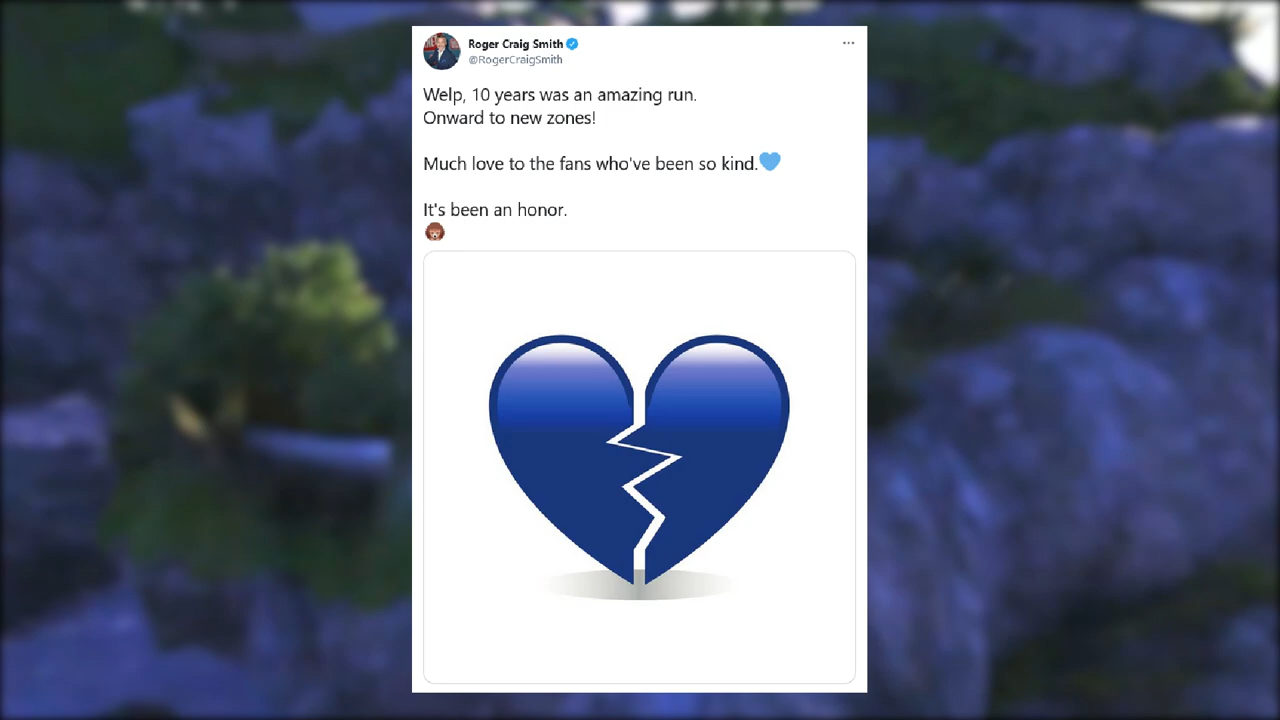 Roger Craig Smith
@RogerCraigSmith
Welp, 10 years was an amazing run.
Onward to new zones!
Much love to the fans who've been so kind.💙
It's been an honor.